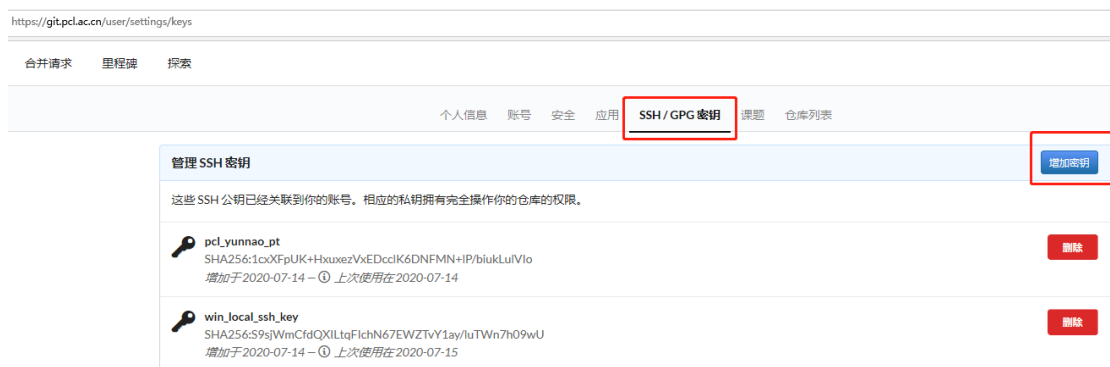 https://git.pcl.ac.cn/user/settings/keys
合并请求 里程碑 探索
个人信息 账号 安全 应用 SSH / GPG 密钥 课题 仓库列表
管理 SSH 密钥 增加密钥
这些 SSH 公钥已经关联到你的账号。相应的私钥拥有完全操作你的仓库的权限。
pcl_yunnao_pt
SHA256:1cxXFpUK+HxuxezVxEDcclK6DNFMN+lP/biukLulVlo
增加于 2020-07-14 – 上次使用在 2020-07-14
删除
win_local_ssh_key
SHA256:S9sjWmCfdQXILtqFIchN67EWZTvY1ay/luTWn7h09wU
增加于 2020-07-14 – 上次使用在 2020-07-15
删除